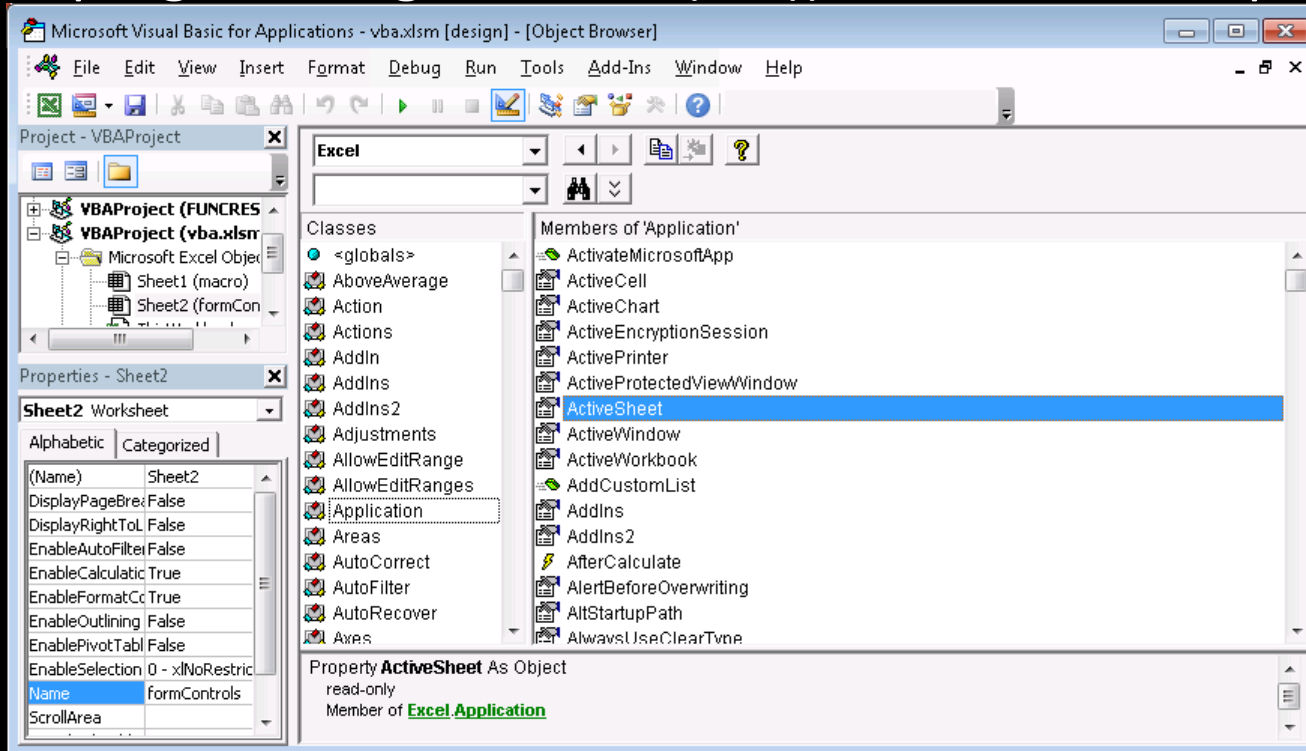 Microsoft Visual Basic for Applications - vba.xlsm [design] - [Object Browser]
File Edit View Insert Format Debug Run Tools Add-Ins Window Help
Project - VBAProject
VBAProject (FUNCRES
VBAProject (vba.xlsm
Microsoft Excel Objec
Sheet1 (macro)
Sheet2 (formCon
Properties - Sheet2
Sheet2 Worksheet
Alphabetic Categorized
(Name) Sheet2
DisplayPageBrea False
DisplayRightToL False
EnableAutoFilter False
EnableCalculatic True
EnableFormatCo True
EnableOutlining False
EnablePivotTabl False
EnableSelection 0 - xlNoRestric
Name formControls
ScrollArea
Excel
Classes
<globals>
AboveAverage
Action
Actions
AddIn
AddIns
AddIns2
Adjustments
AllowEditRange
AllowEditRanges
Application
Areas
AutoCorrect
AutoFilter
AutoRecover
Axes
Members of 'Application'
ActivateMicrosoftApp
ActiveCell
ActiveChart
ActiveEncryptionSession
ActivePrinter
ActiveProtectedViewWindow
ActiveSheet
ActiveWindow
ActiveWorkbook
AddCustomList
AddIns
AddIns2
AfterCalculate
AlertBeforeOverwriting
AltStartupPath
AlwaysUseClearType
Property ActiveSheet As Object
read-only
Member of Excel.Application